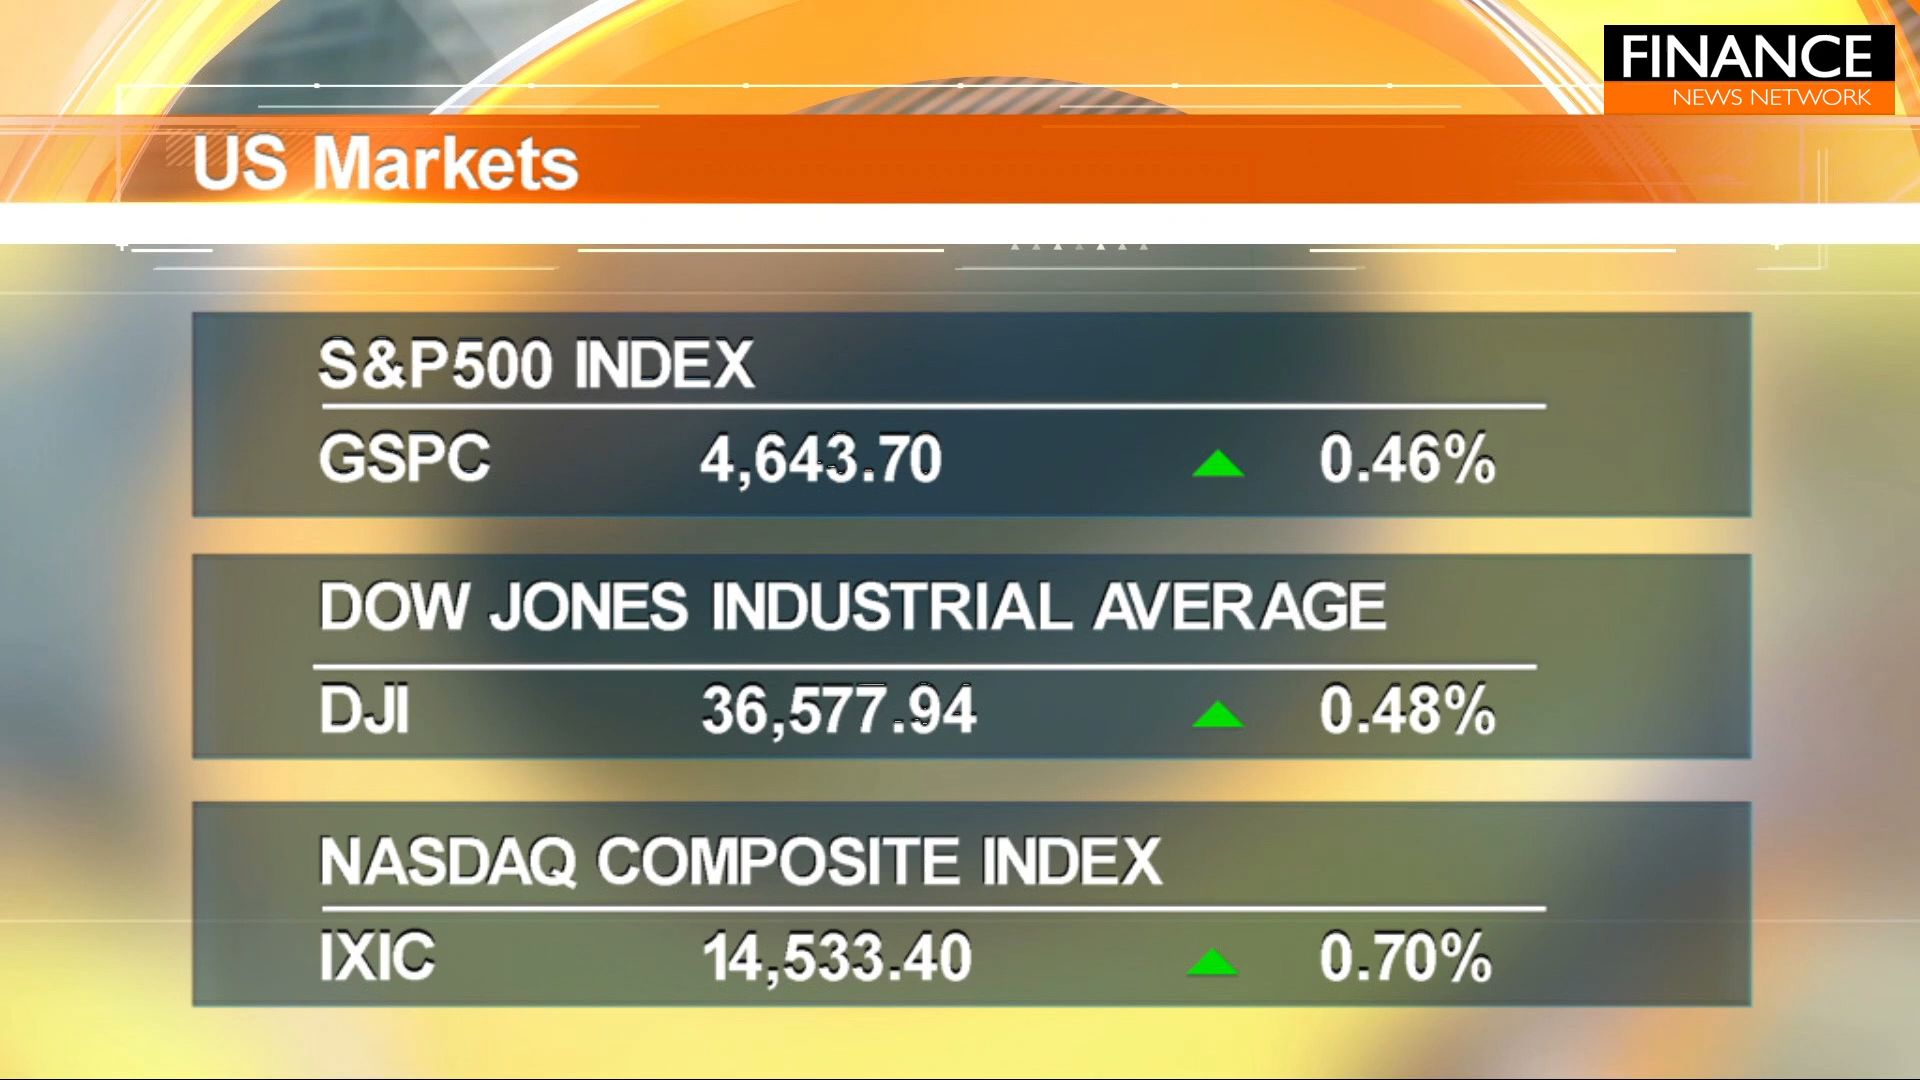 FINANCE
NEWS NETWORK
US Markets
S&P500 INDEX
GSPC 4,643.70 ▲ 0.46%
DOW JONES INDUSTRIAL AVERAGE
DJI 36,577.94 ▲ 0.48%
NASDAQ COMPOSITE INDEX
IXIC 14,533.40 ▲ 0.70%